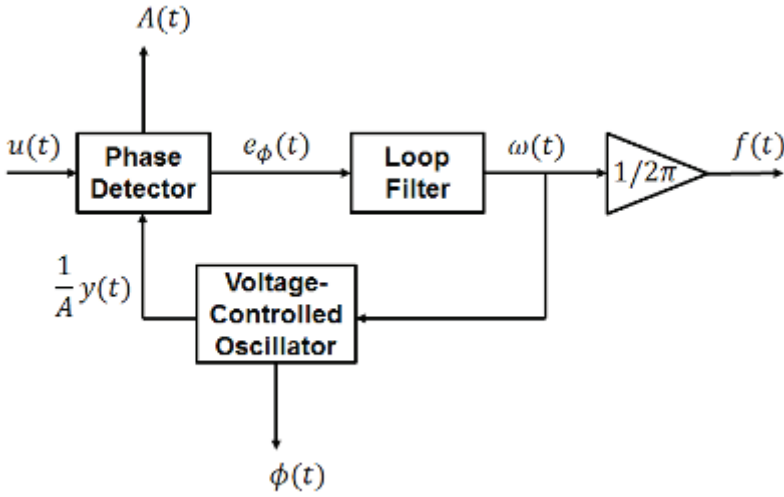 Λ(t)
u(t)
Phase
Detector
e_ϕ(t)
Loop
Filter
ω(t)
1/2π
f(t)
1/A y(t)
Voltage-
Controlled
Oscillator
ϕ(t)